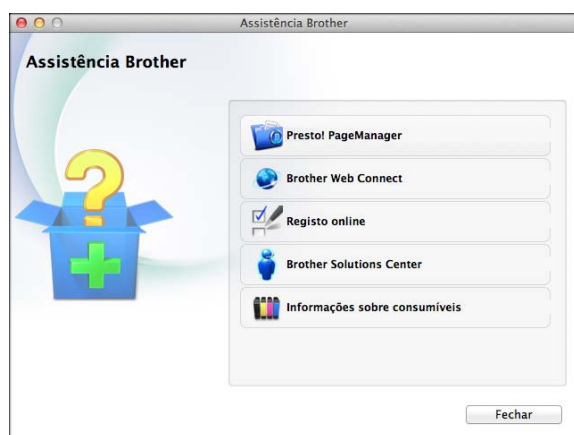 Assistência Brother
Assistência Brother
Presto! PageManager
Brother Web Connect
Registo online
Brother Solutions Center
Informações sobre consumíveis
Fechar